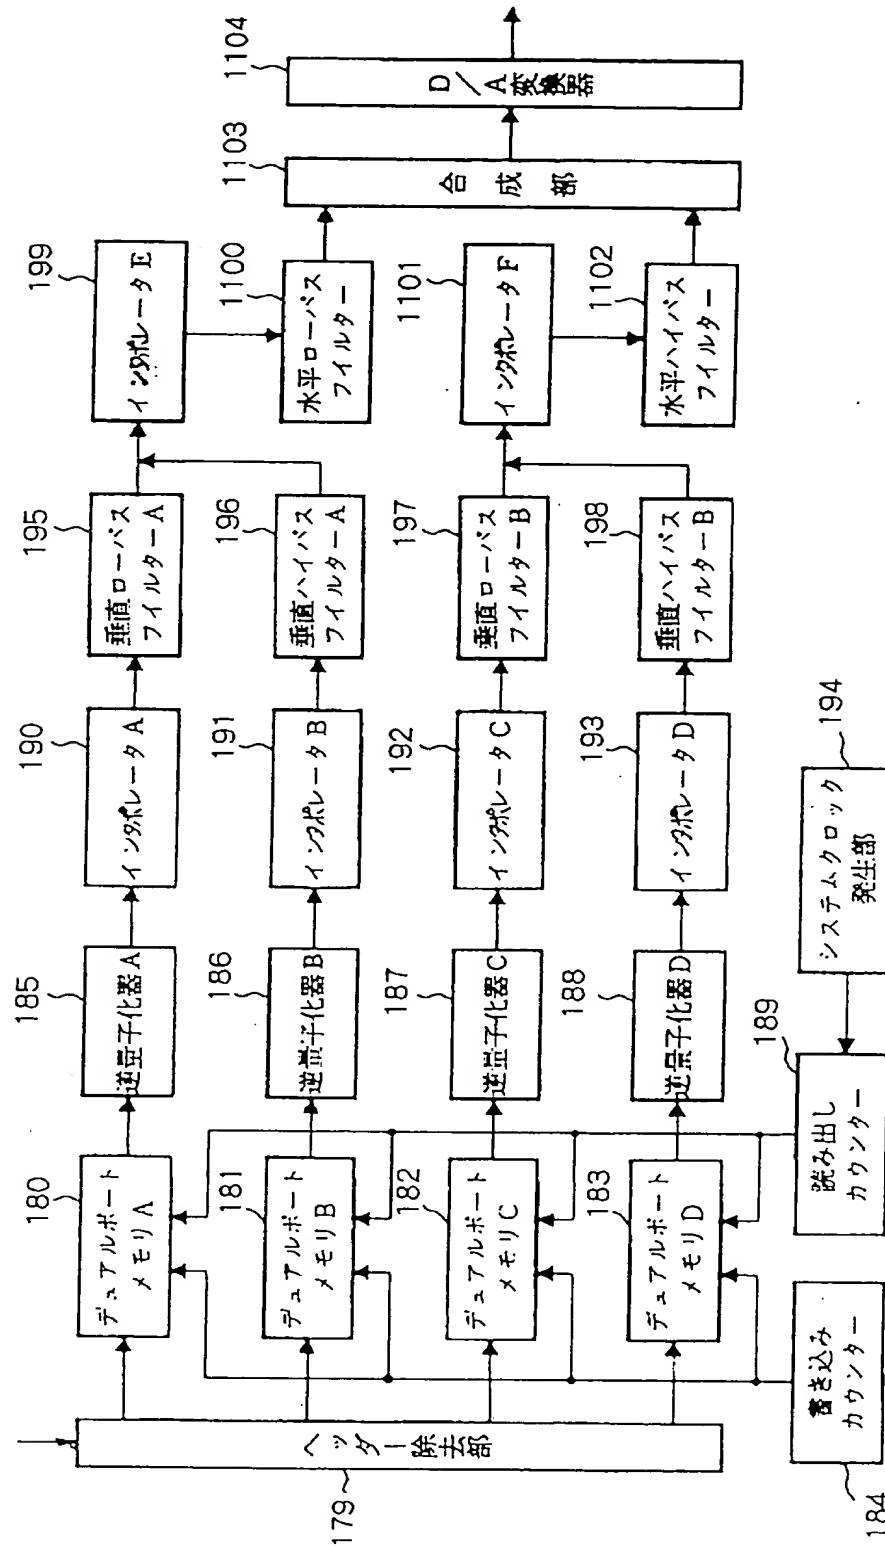 179
ヘッダー除去部
180
デュアルポート
メモリA
181
デュアルポート
メモリB
182
デュアルポート
メモリC
183
デュアルポート
メモリD
184
書き込み
カウンター
185
逆量子化器A
186
逆量子化器B
187
逆量子化器C
188
逆量子化器D
189
読み出し
カウンター
190
インタポレータA
191
インタポレータB
192
インタポレータC
193
インタポレータD
194
システムクロック
発生部
195
垂直ローパス
フイルターA
196
垂直ハイパス
フイルターA
197
垂直ローパス
フイルターB
198
垂直ハイパス
フイルターB
199
インタポレータE
1100
水平ローパス
フイルター
1101
インタポレータF
1102
水平ハイパス
フイルター
1103
合成部
1104
D/A変換器